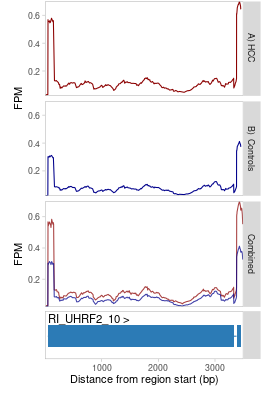 0.6
0.4
0.2
A) HCC
FPM
0.6
0.4
0.2
B) Controls
0.6
0.4
0.2
Combined
FPM
RI_UHRF2_10 >
1000 2000 3000
Distance from region start (bp)